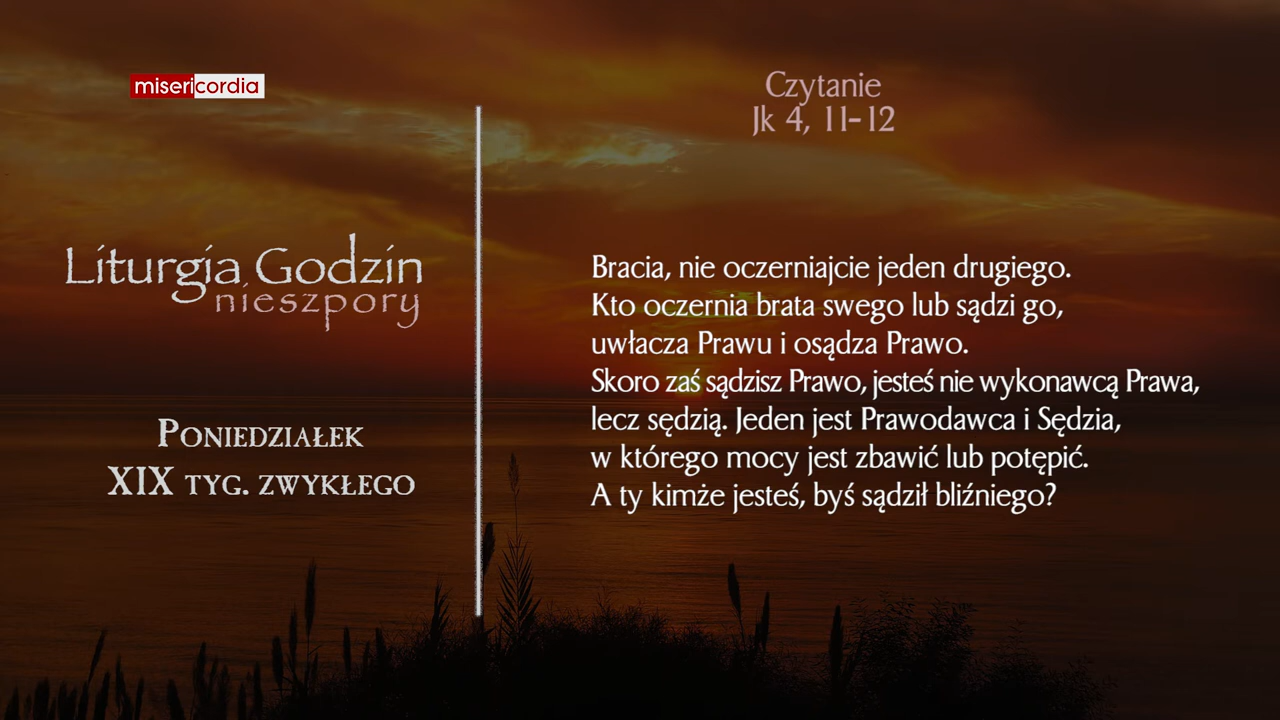 misericordia
Liturgia Godzin
nieszpory
Poniedziałek
XIX tyg. zwykłego
Czytanie
Jk 4, 11-12
Bracia, nie oczerniajcie jeden drugiego.
Kto oczernia brata swego lub sądzi go,
uwłacza Prawu i osądza Prawo.
Skoro zaś sądzisz Prawo, jesteś nie wykonawcą Prawa,
lecz sędzią. Jeden jest Prawodawca i Sędzia,
w którego mocy jest zbawić lub potępić.
A ty kimże jesteś, byś sądził bliźniego?